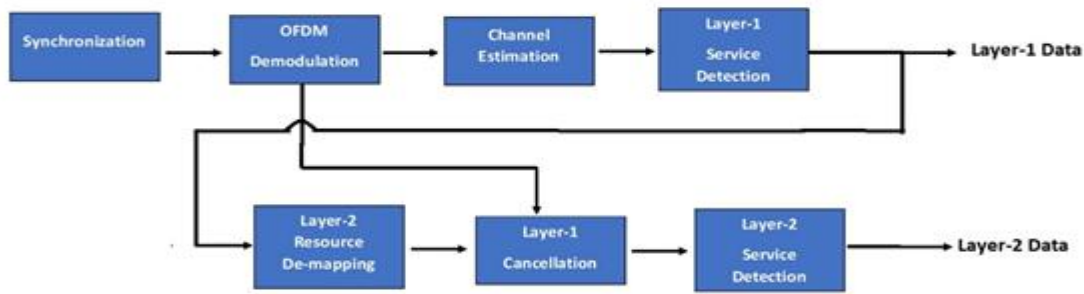 Synchronization
OFDM
Demodulation
Channel
Estimation
Layer-1
Service
Detection
Layer-1 Data
Layer-2
Resource
De-mapping
Layer-1
Cancellation
Layer-2
Service
Detection
Layer-2 Data